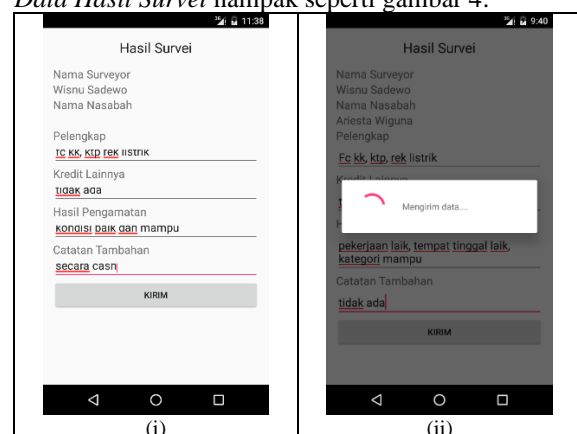 Data Hasil Survei nampak seperti gambar 4.
11:38
Hasil Survei
Nama Surveyor
Wisnu Sadewo
Nama Nasabah
Pelengkap
fc kk, ktp rek listrik
Kredit Lainnya
tidak ada
Hasil Pengamatan
kondisi baik dan mampu
Catatan Tambahan
secara
KIRIM
(i)
9:40
Hasil Survei
Nama Surveyor
Wisnu Sadewo
Nama Nasabah
Ariesta Wiguna
Pelengkap
Fc kk, ktp, rek listrik
Kredit Lainnya
Mengirim data....
pekerjaan laik, tempat tinggal laik,
kategori mampu
Catatan Tambahan
tidak ada
KIRIM
(ii)